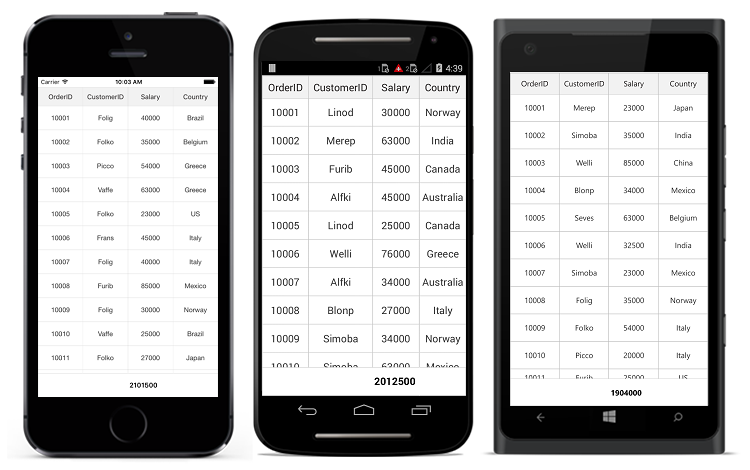 Carrier 10:03 AM
OrderID CustomerID Salary Country
10001 Folig 40000 Brazil
10002 Folko 35000 Belgium
10003 Picco 54000 Greece
10004 Vaffe 63000 Greece
10005 Folko 23000 US
10006 Frans 45000 Italy
10007 Folig 40000 Italy
10008 Furib 85000 Mexico
10009 Folig 30000 Norway
10010 Vaffe 25000 Brazil
10011 Folko 27000 Japan
2101500
4:39
OrderID CustomerID Salary Country
10001 Linod 30000 Norway
10002 Merep 63000 India
10003 Furib 45000 Canada
10004 Alfki 45000 Australia
10005 Linod 25000 Canada
10006 Welli 76000 Greece
10007 Alfki 34000 Australia
10008 Blonp 27000 Italy
10009 Simoba 34000 Norway
10010 Simoba 63000 Mexico
2012500
OrderID CustomerID Salary Country
10001 Merep 23000 Japan
10002 Simoba 35000 India
10003 Welli 85000 China
10004 Blonp 34000 Mexico
10005 Seves 63000 Belgium
10006 Welli 32500 India
10007 Simoba 23000 Mexico
10008 Folig 35000 Norway
10009 Folko 54000 Italy
10010 Picco 20000 Italy
10011 Furib 25000 US
1904000